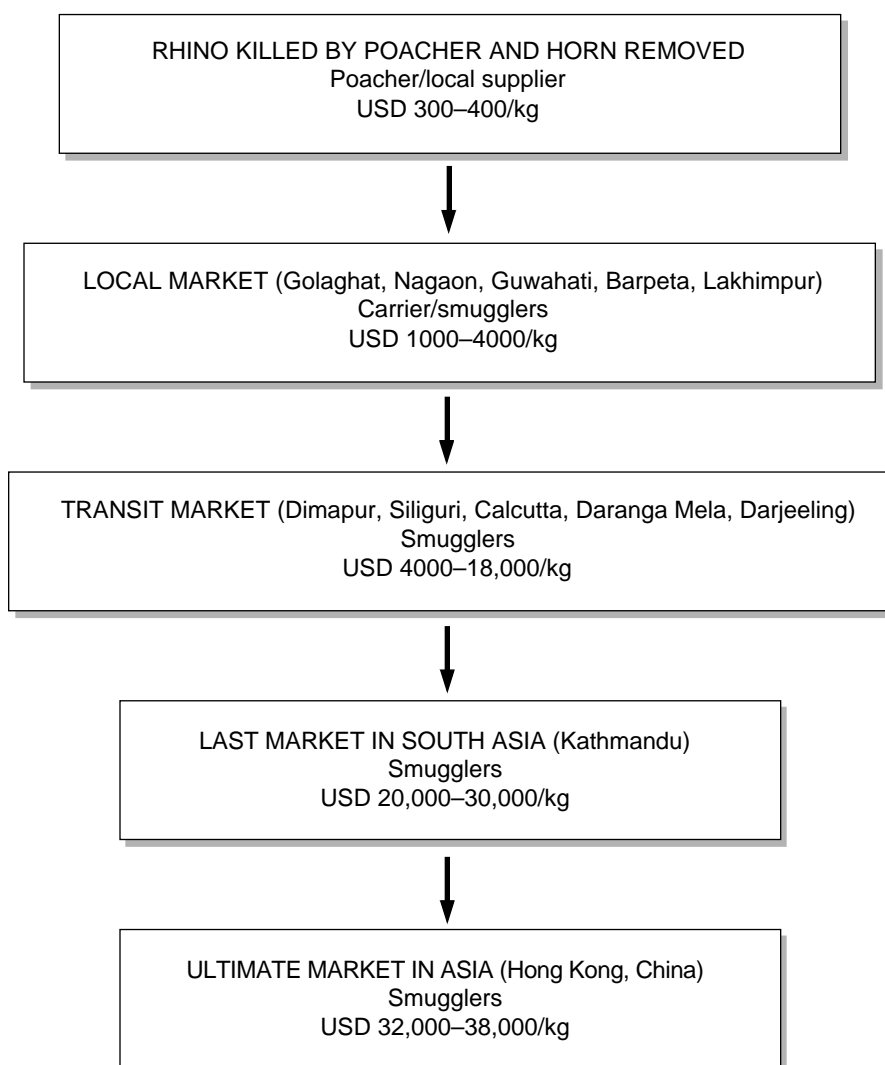 RHINO KILLED BY POACHER AND HORN REMOVED
Poacher/local supplier
USD 300–400/kg
LOCAL MARKET (Golaghat, Nagaon, Guwahati, Barpeta, Lakhimpur)
Carrier/smugglers
USD 1000–4000/kg
TRANSIT MARKET (Dimapur, Siliguri, Calcutta, Daranga Mela, Darjeeling)
Smugglers
USD 4000–18,000/kg
LAST MARKET IN SOUTH ASIA (Kathmandu)
Smugglers
USD 20,000–30,000/kg
ULTIMATE MARKET IN ASIA (Hong Kong, China)
Smugglers
USD 32,000–38,000/kg